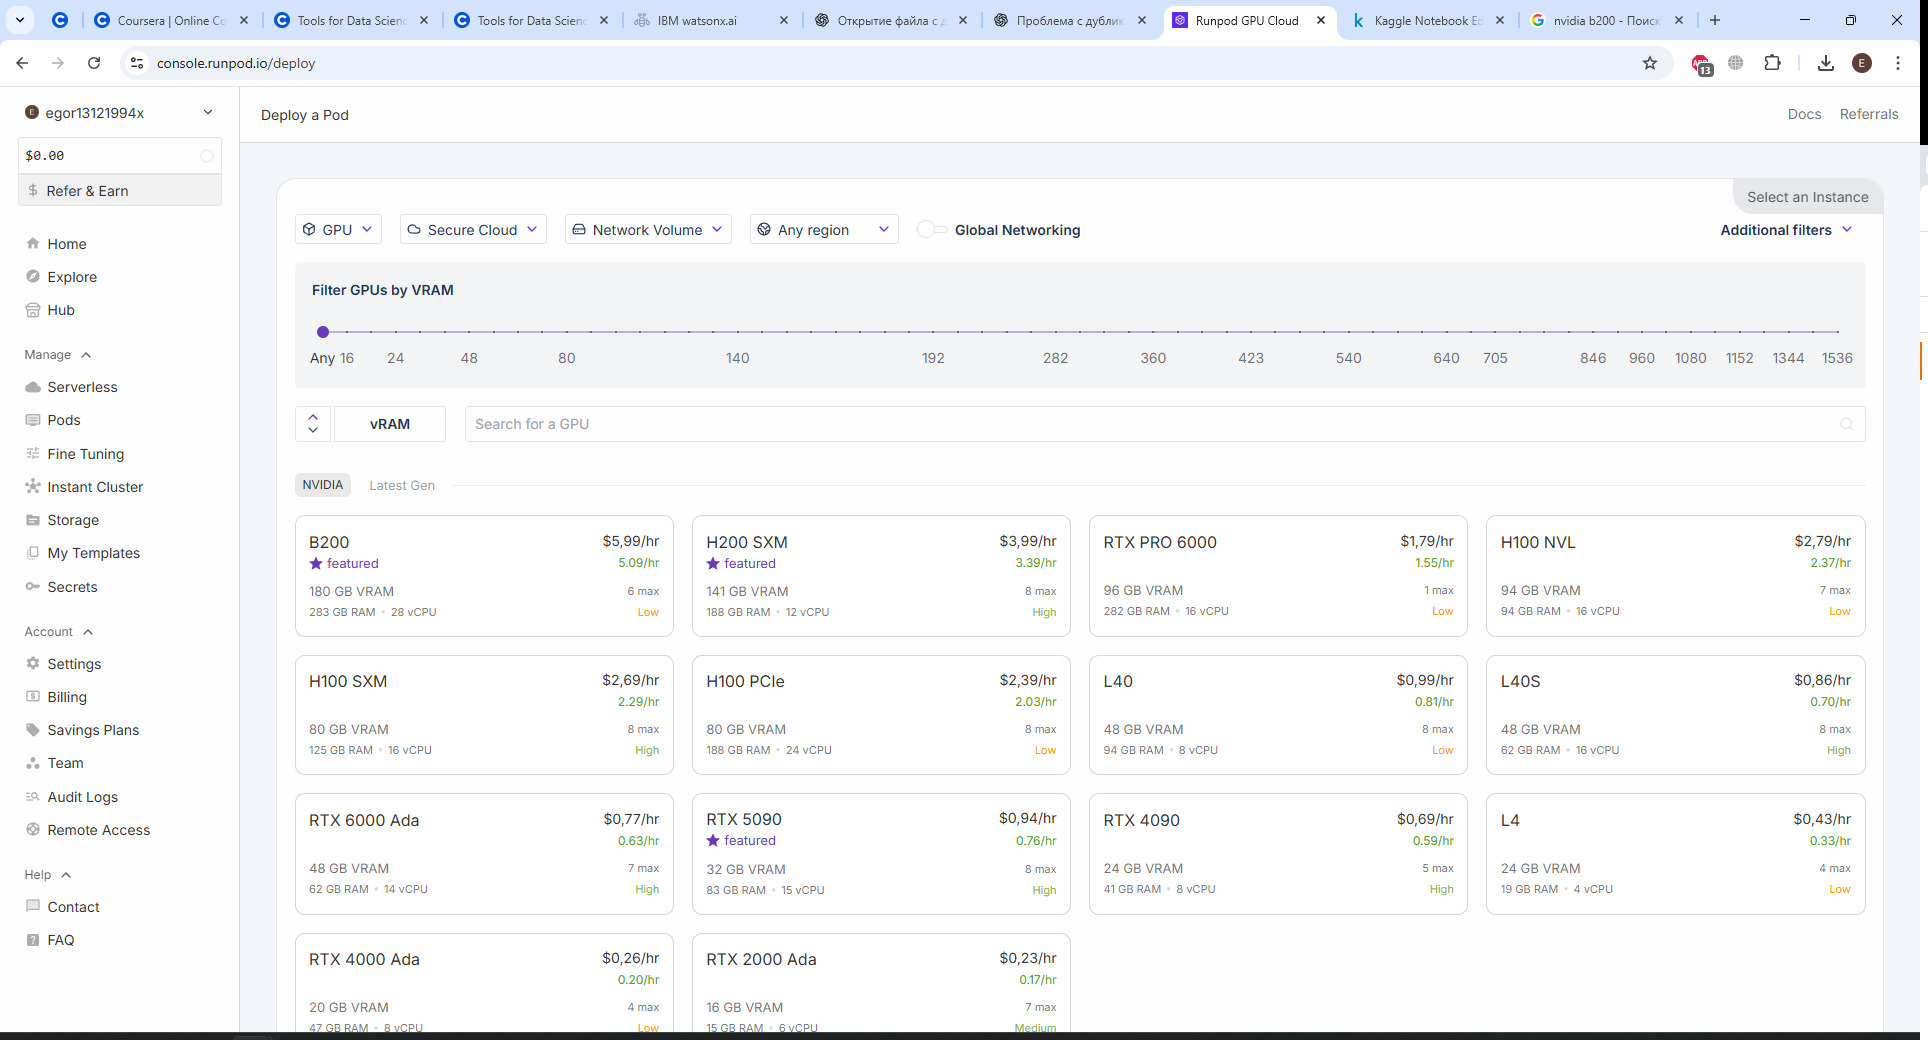 Coursera | Online Co
Tools for Data Scienc
Tools for Data Scienc
IBM watsonx.ai
Открытие файла с д
Проблема с дублик
Runpod GPU Cloud
Kaggle Notebook Ed
nvidia b200 - Поиск
console.runpod.io/deploy
13
E
E
egor13121994x
$0.00
$ Refer & Earn
Home
Explore
Hub
Manage
Serverless
Pods
Fine Tuning
Instant Cluster
Storage
My Templates
Secrets
Account
Settings
Billing
Savings Plans
Team
Audit Logs
Remote Access
Help
Contact
FAQ
Deploy a Pod
Docs
Referrals
Select an Instance
GPU
Secure Cloud
Network Volume
Any region
Global Networking
Additional filters
Filter GPUs by VRAM
Any 16 24 48 80 140 192 282 360 423 540 640 705 846 960 1080 1152 1344 1536
vRAM
Search for a GPU
NVIDIA
Latest Gen
B200 $5,99/hr
featured 5.09/hr
180 GB VRAM 6 max
283 GB RAM • 28 vCPU Low
H200 SXM $3,99/hr
featured 3.39/hr
141 GB VRAM 8 max
188 GB RAM • 12 vCPU High
RTX PRO 6000 $1,79/hr
1.55/hr
96 GB VRAM 1 max
282 GB RAM • 16 vCPU Low
H100 NVL $2,79/hr
2.37/hr
94 GB VRAM 7 max
94 GB RAM • 16 vCPU Low
H100 SXM $2,69/hr
2.29/hr
80 GB VRAM 8 max
125 GB RAM • 16 vCPU High
H100 PCIe $2,39/hr
2.03/hr
80 GB VRAM 8 max
188 GB RAM • 24 vCPU Low
L40 $0,99/hr
0.81/hr
48 GB VRAM 8 max
94 GB RAM • 8 vCPU Low
L40S $0,86/hr
0.70/hr
48 GB VRAM 8 max
62 GB RAM • 16 vCPU High
RTX 6000 Ada $0,77/hr
0.63/hr
48 GB VRAM 7 max
62 GB RAM • 14 vCPU High
RTX 5090 $0,94/hr
featured 0.76/hr
32 GB VRAM 8 max
83 GB RAM • 15 vCPU High
RTX 4090 $0,69/hr
0.59/hr
24 GB VRAM 5 max
41 GB RAM • 8 vCPU High
L4 $0,43/hr
0.33/hr
24 GB VRAM 4 max
19 GB RAM • 4 vCPU Low
RTX 4000 Ada $0,26/hr
0.20/hr
20 GB VRAM 4 max
47 GB RAM • 8 vCPU Low
RTX 2000 Ada $0,23/hr
0.17/hr
16 GB VRAM 7 max
15 GB RAM • 6 vCPU Medium